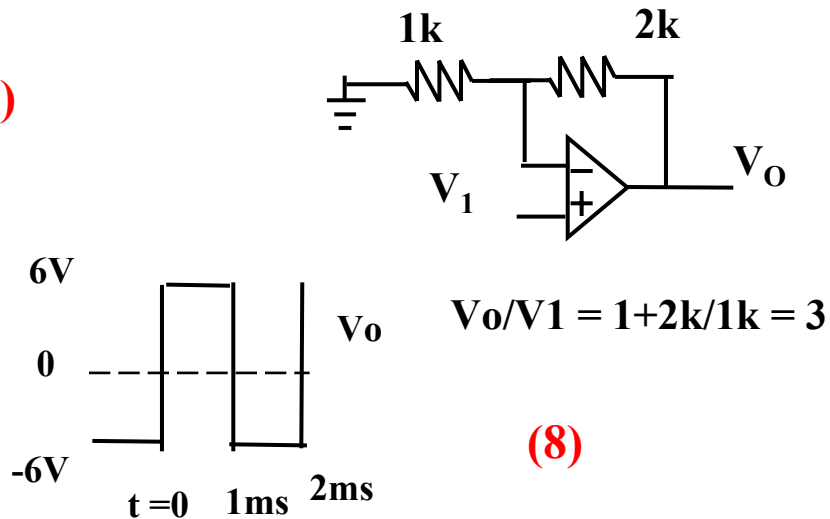 1k 2k
)
V1 − + VO
6V
Vo
0
-6V
t =0 1ms 2ms
Vo/V1 = 1+2k/1k = 3
(8)